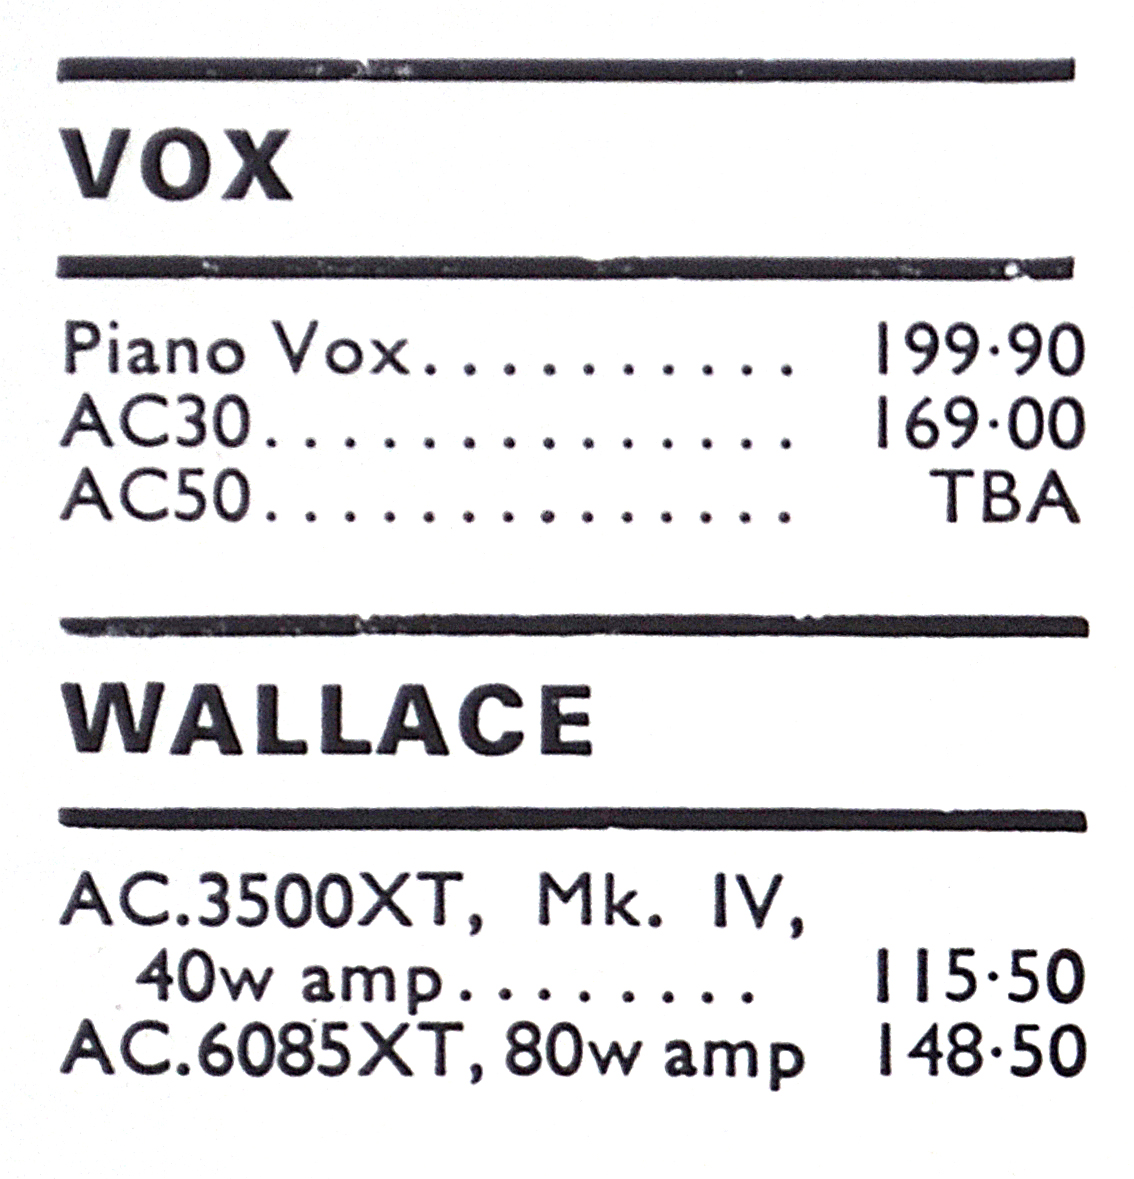 VOX
Piano Vox........... 199·90
AC30.............. 169·00
AC50.............. TBA
WALLACE
AC.3500XT, Mk. IV,
40w amp........ 115·50
AC.6085XT, 80w amp 148·50